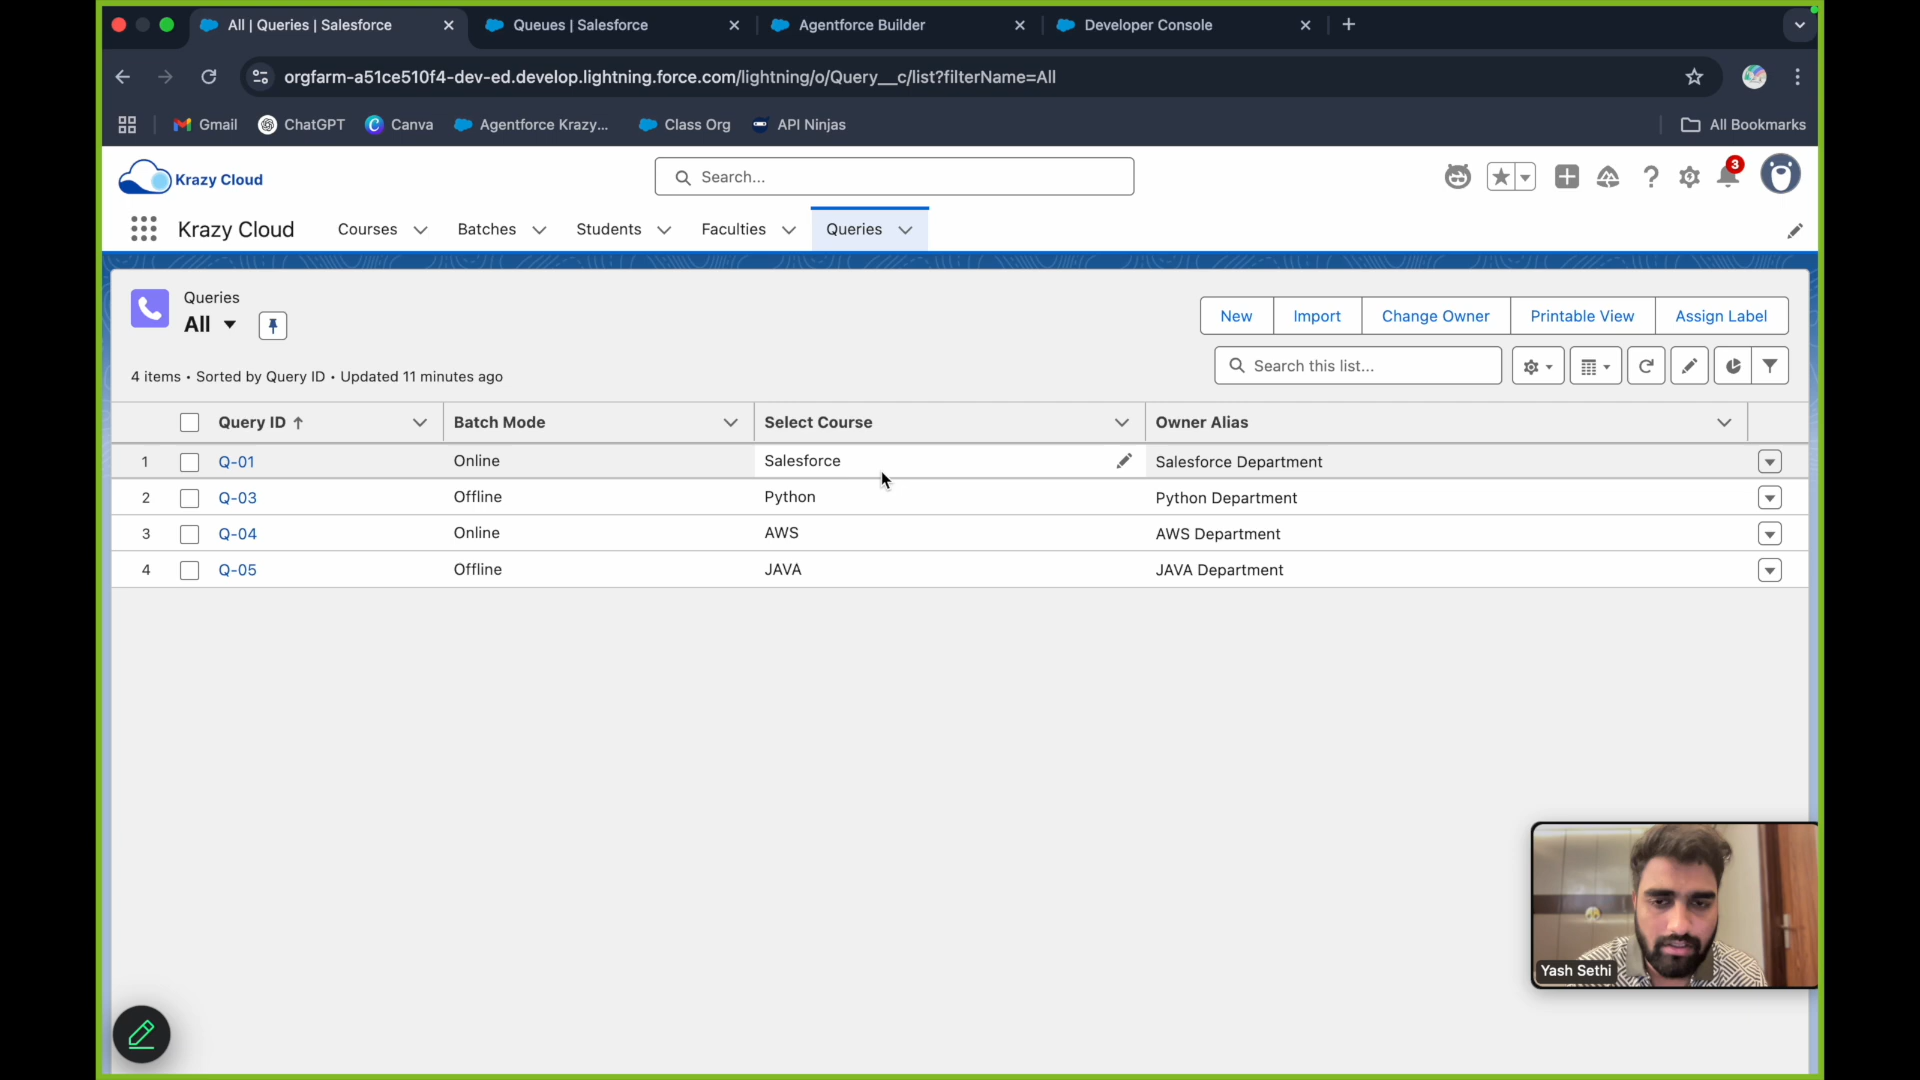 All | Queries | Salesforce
Queues | Salesforce
Agentforce Builder
Developer Console
orgfarm-a51ce510f4-dev-ed.develop.lightning.force.com/lightning/o/Query__c/list?filterName=All
Gmail
ChatGPT
Canva
Agentforce Krazy...
Class Org
API Ninjas
All Bookmarks
Krazy Cloud
Search...
3
Krazy Cloud
Courses
Batches
Students
Faculties
Queries
Queries
All
New
Import
Change Owner
Printable View
Assign Label
4 items • Sorted by Query ID • Updated 11 minutes ago
Search this list...
Query ID ↑
Batch Mode
Select Course
Owner Alias
1 Q-01 Online Salesforce Salesforce Department
2 Q-03 Offline Python Python Department
3 Q-04 Online AWS AWS Department
4 Q-05 Offline JAVA JAVA Department
Yash Sethi